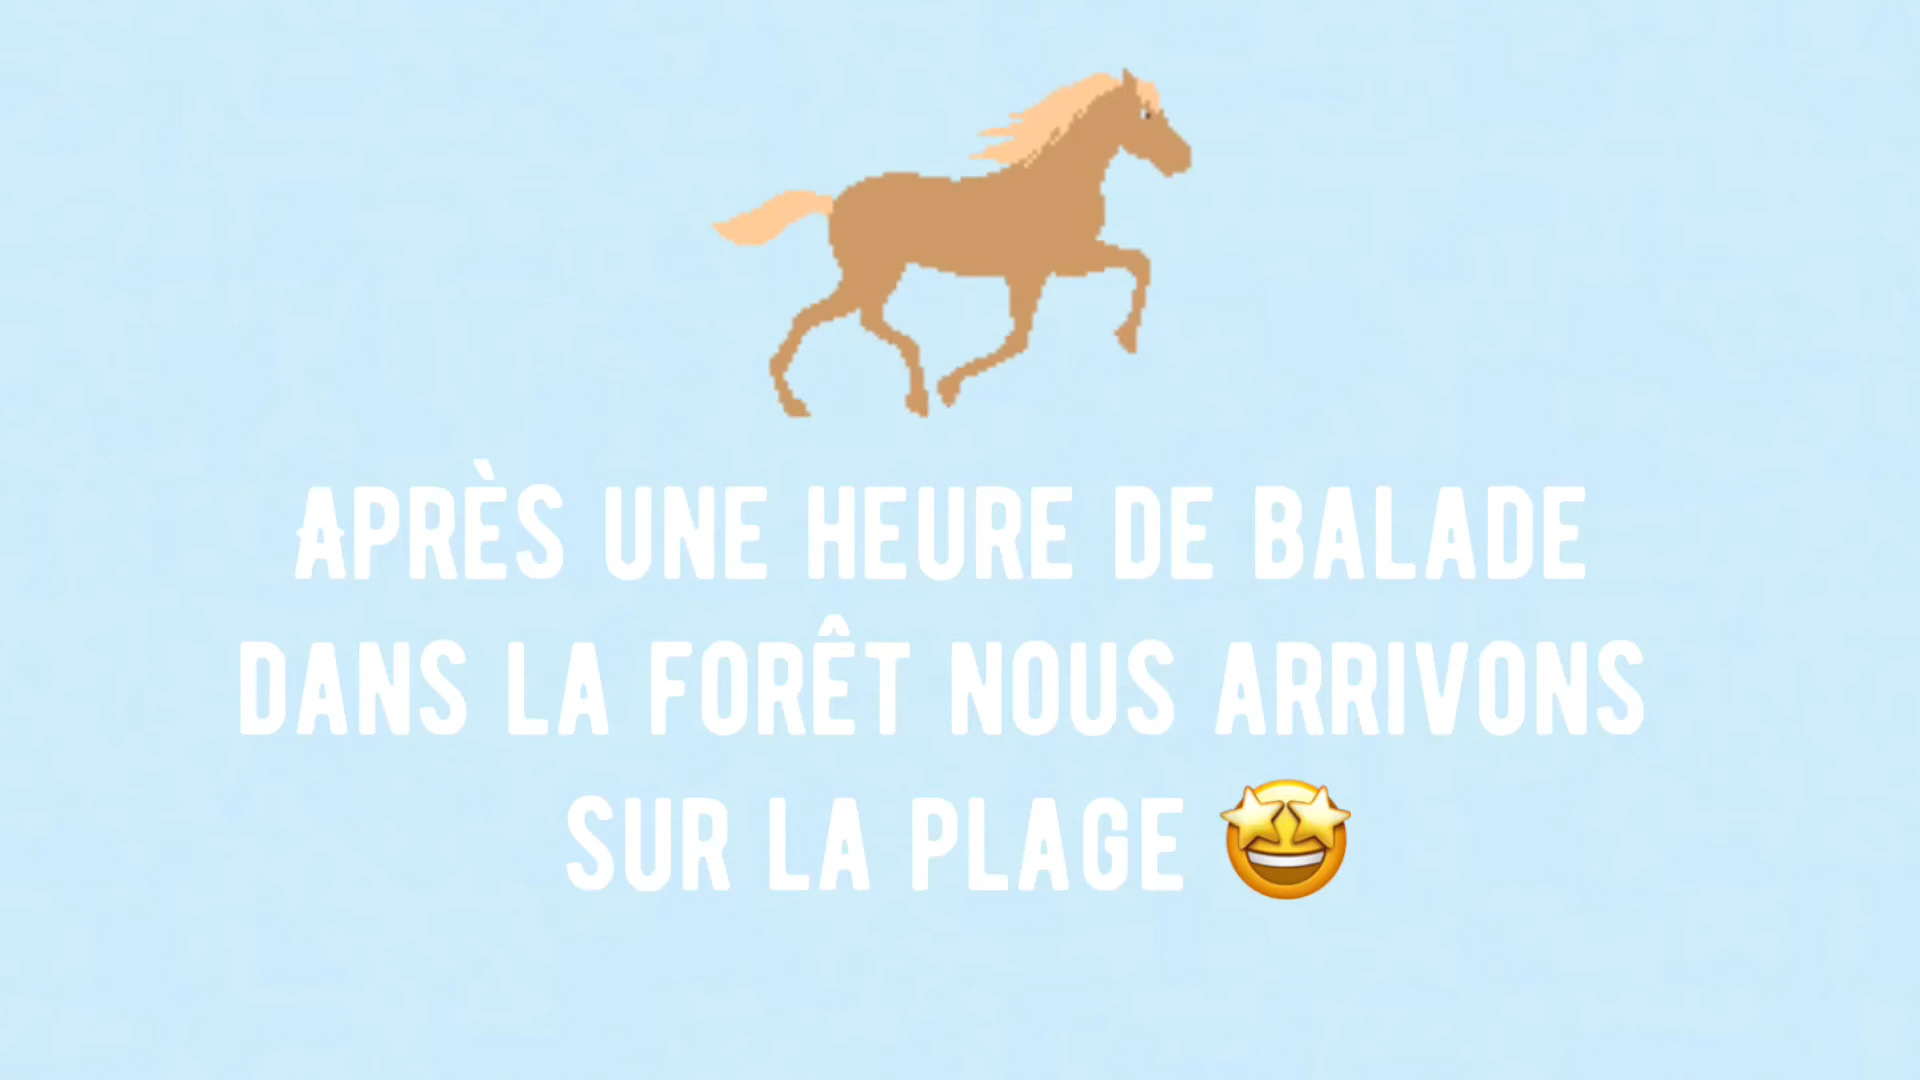 Après une heure de balade
dans la forêt nous arrivons
sur la plage 🤩